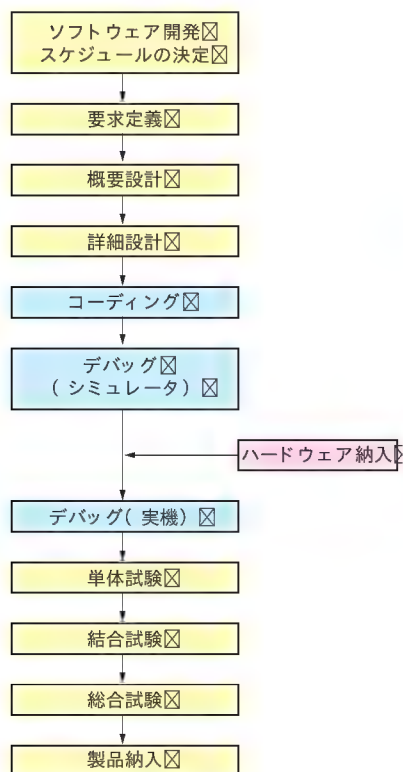 ソフトウェア開発
スケジュールの決定
要求定義
概要設計
詳細設計
コーディング
デバッグ
(シミュレータ)
ハードウェア納入
デバッグ(実機)
単体試験
結合試験
総合試験
製品納入